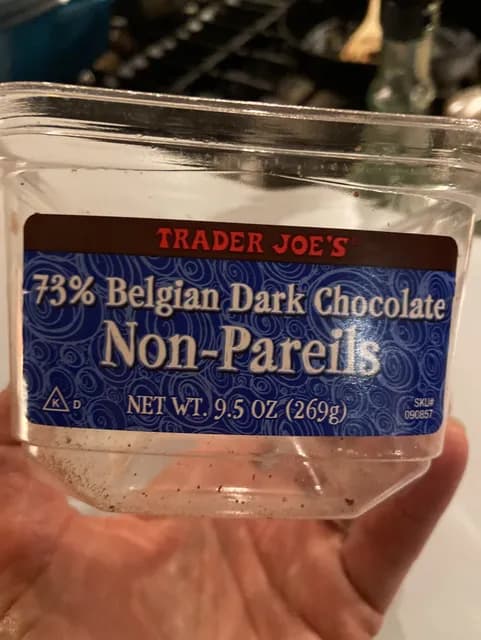 TRADER JOE'S
73% Belgian Dark Chocolate
Non-Pareils
K D
NET WT. 9.5 OZ (269g)
SKU#
090857